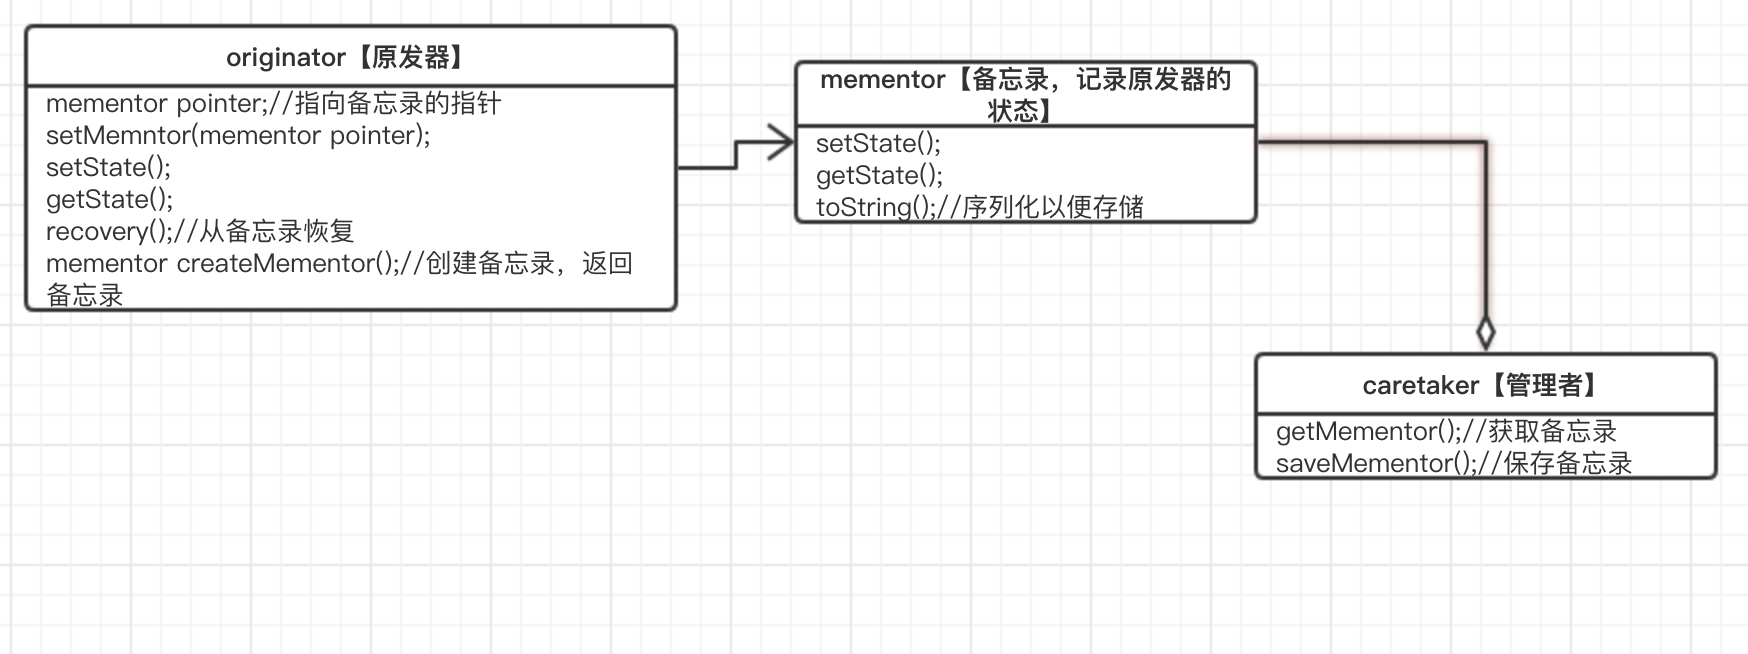 originator【原发器】
mementor pointer;//指向备忘录的指针
setMemntor(mementor pointer);
setState();
getState();
recovery();//从备忘录恢复
mementor createMementor();//创建备忘录，返回
备忘录
mementor【备忘录，记录原发器的
状态】
setState();
getState();
toString();//序列化以便存储
caretaker【管理者】
getMementor();//获取备忘录
saveMementor();//保存备忘录